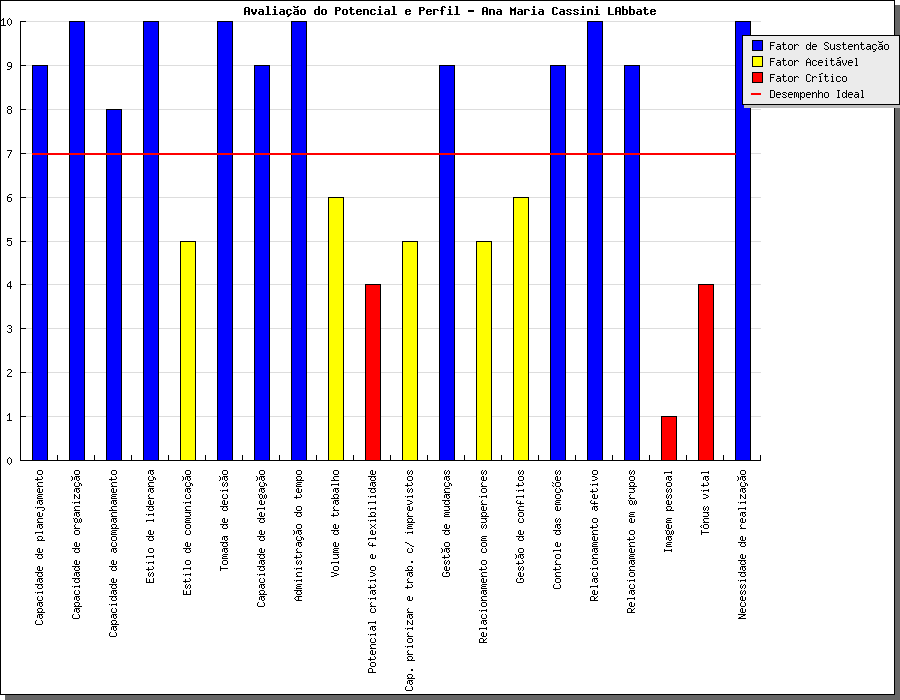 Avaliação do Potencial e Perfil - Ana Maria Cassini LAbbate
Fator de Sustentação
Fator Aceitável
Fator Crítico
Desempenho Ideal
10
9
8
7
6
5
4
3
2
1
0
Capacidade de planejamento
Capacidade de organização
Capacidade de acompanhamento
Estilo de liderança
Estilo de comunicação
Tomada de decisão
Capacidade de delegação
Administração do tempo
Volume de trabalho
Potencial criativo e flexibilidade
Cap. priorizar e trab. c/ imprevistos
Gestão de mudanças
Relacionamento com superiores
Gestão de conflitos
Controle das emoções
Relacionamento afetivo
Relacionamento em grupos
Imagem pessoal
Tônus vital
Necessidade de realização